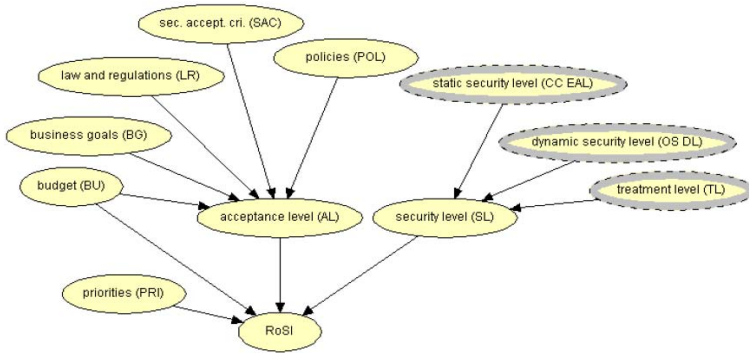 sec. accept. cri. (SAC)
policies (POL)
law and regulations (LR)
static security level (CC EAL)
business goals (BG)
dynamic security level (OS DL)
budget (BU)
treatment level (TL)
acceptance level (AL)
security level (SL)
priorities (PRI)
RoSI